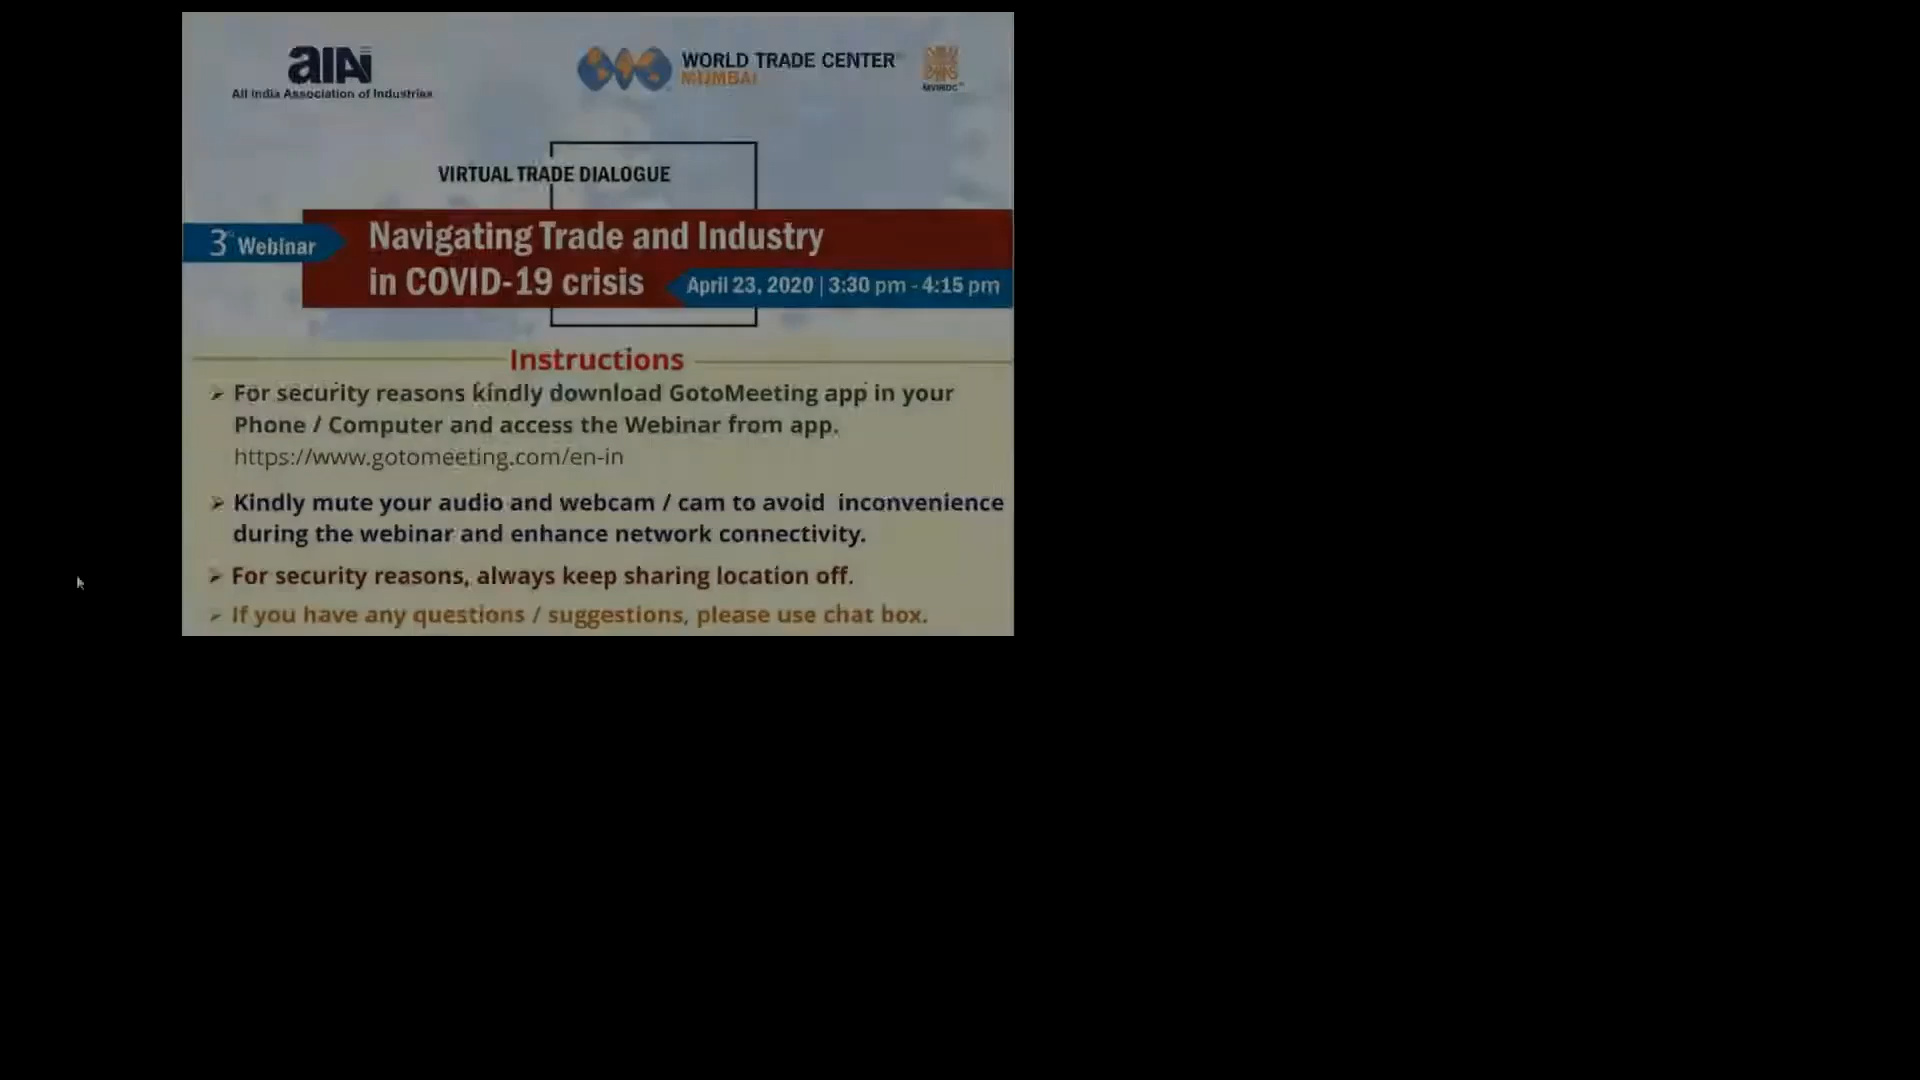 aiAi
All India Association of Industries
WORLD TRADE CENTER
MUMBAI
MVIRDC
VIRTUAL TRADE DIALOGUE
3rd Webinar
Navigating Trade and Industry
in COVID-19 crisis
April 23, 2020 | 3:30 pm - 4:15 pm
Instructions
➢ For security reasons kindly download GotoMeeting app in your
Phone / Computer and access the Webinar from app.
https://www.gotomeeting.com/en-in
➢ Kindly mute your audio and webcam / cam to avoid inconvenience
during the webinar and enhance network connectivity.
➢ For security reasons, always keep sharing location off.
➢ If you have any questions / suggestions, please use chat box.